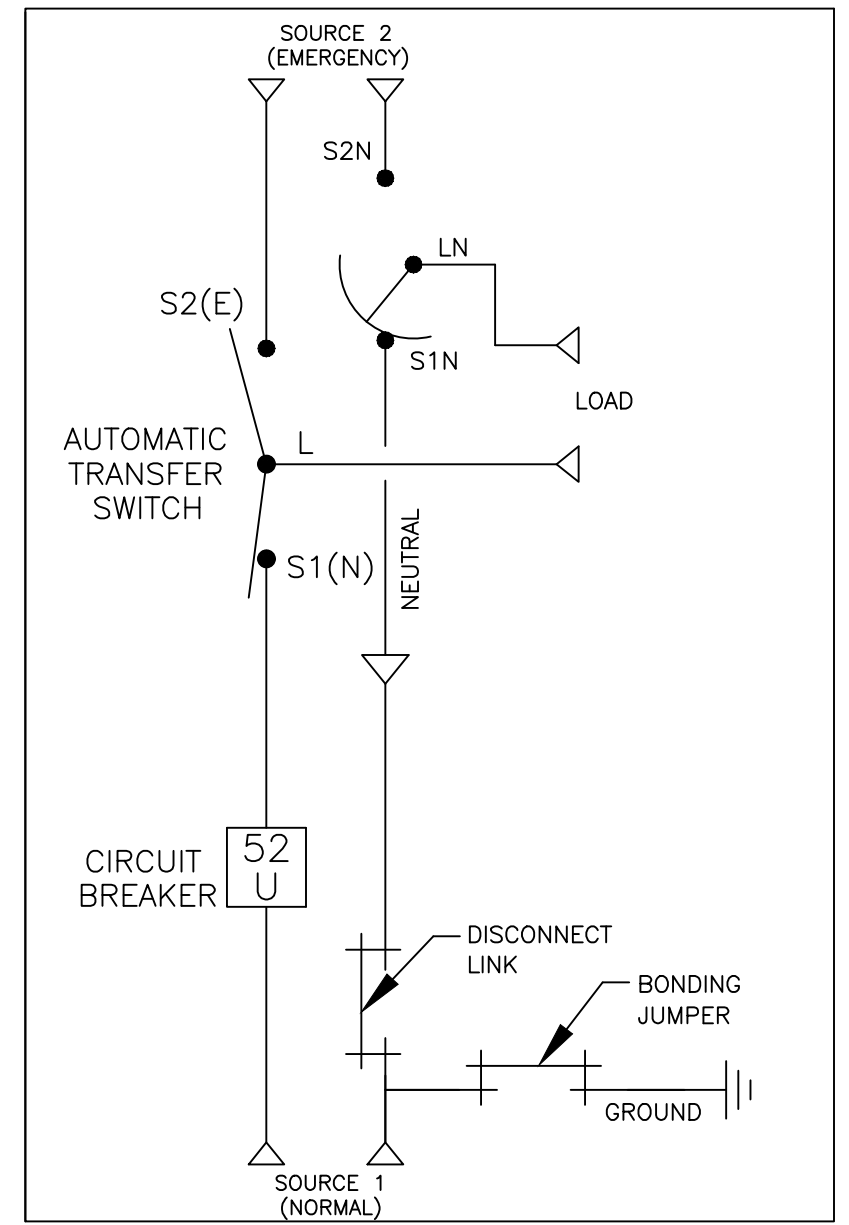 SOURCE 2
(EMERGENCY)
S2N
LN
S2(E)
S1N
LOAD
AUTOMATIC
TRANSFER
SWITCH
L
S1(N)
NEUTRAL
52
U
CIRCUIT
BREAKER
DISCONNECT
LINK
BONDING
JUMPER
GROUND
SOURCE 1
(NORMAL)